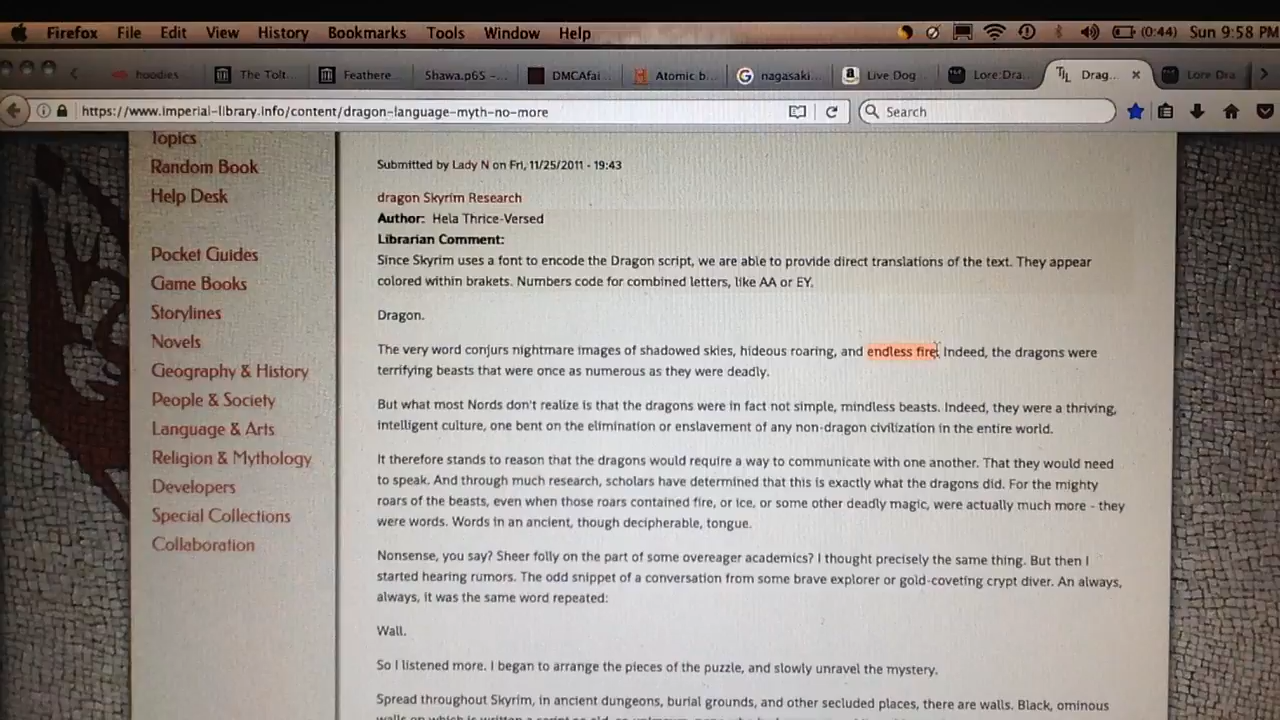 Firefox File Edit View History Bookmarks Tools Window Help (0:44) Sun 9:58 PM
hoodies The Tolt... Feathere... Shawa.p65 –... DMCAfai... Atomic b... nagasaki... Live Dog... Lore:Dra... Drag... Lore Dra
https://www.imperial-library.info/content/dragon-language-myth-no-more Search
Topics
Random Book
Help Desk
Pocket Guides
Game Books
Storylines
Novels
Geography & History
People & Society
Language & Arts
Religion & Mythology
Developers
Special Collections
Collaboration
Submitted by Lady N on Fri, 11/25/2011 - 19:43
dragon Skyrim Research
Author: Hela Thrice-Versed
Librarian Comment:
Since Skyrim uses a font to encode the Dragon script, we are able to provide direct translations of the text. They appear
colored within brakets. Numbers code for combined letters, like AA or EY.
Dragon.
The very word conjurs nightmare images of shadowed skies, hideous roaring, and endless fire. Indeed, the dragons were
terrifying beasts that were once as numerous as they were deadly.
But what most Nords don't realize is that the dragons were in fact not simple, mindless beasts. Indeed, they were a thriving,
intelligent culture, one bent on the elimination or enslavement of any non-dragon civilization in the entire world.
It therefore stands to reason that the dragons would require a way to communicate with one another. That they would need
to speak. And through much research, scholars have determined that this is exactly what the dragons did. For the mighty
roars of the beasts, even when those roars contained fire, or ice, or some other deadly magic, were actually much more - they
were words. Words in an ancient, though decipherable, tongue.
Nonsense, you say? Sheer folly on the part of some overeager academics? I thought precisely the same thing. But then I
started hearing rumors. The odd snippet of a conversation from some brave explorer or gold-coveting crypt diver. An always,
always, it was the same word repeated:
Wall.
So I listened more. I began to arrange the pieces of the puzzle, and slowly unravel the mystery.
Spread throughout Skyrim, in ancient dungeons, burial grounds, and other secluded places, there are walls. Black, ominous